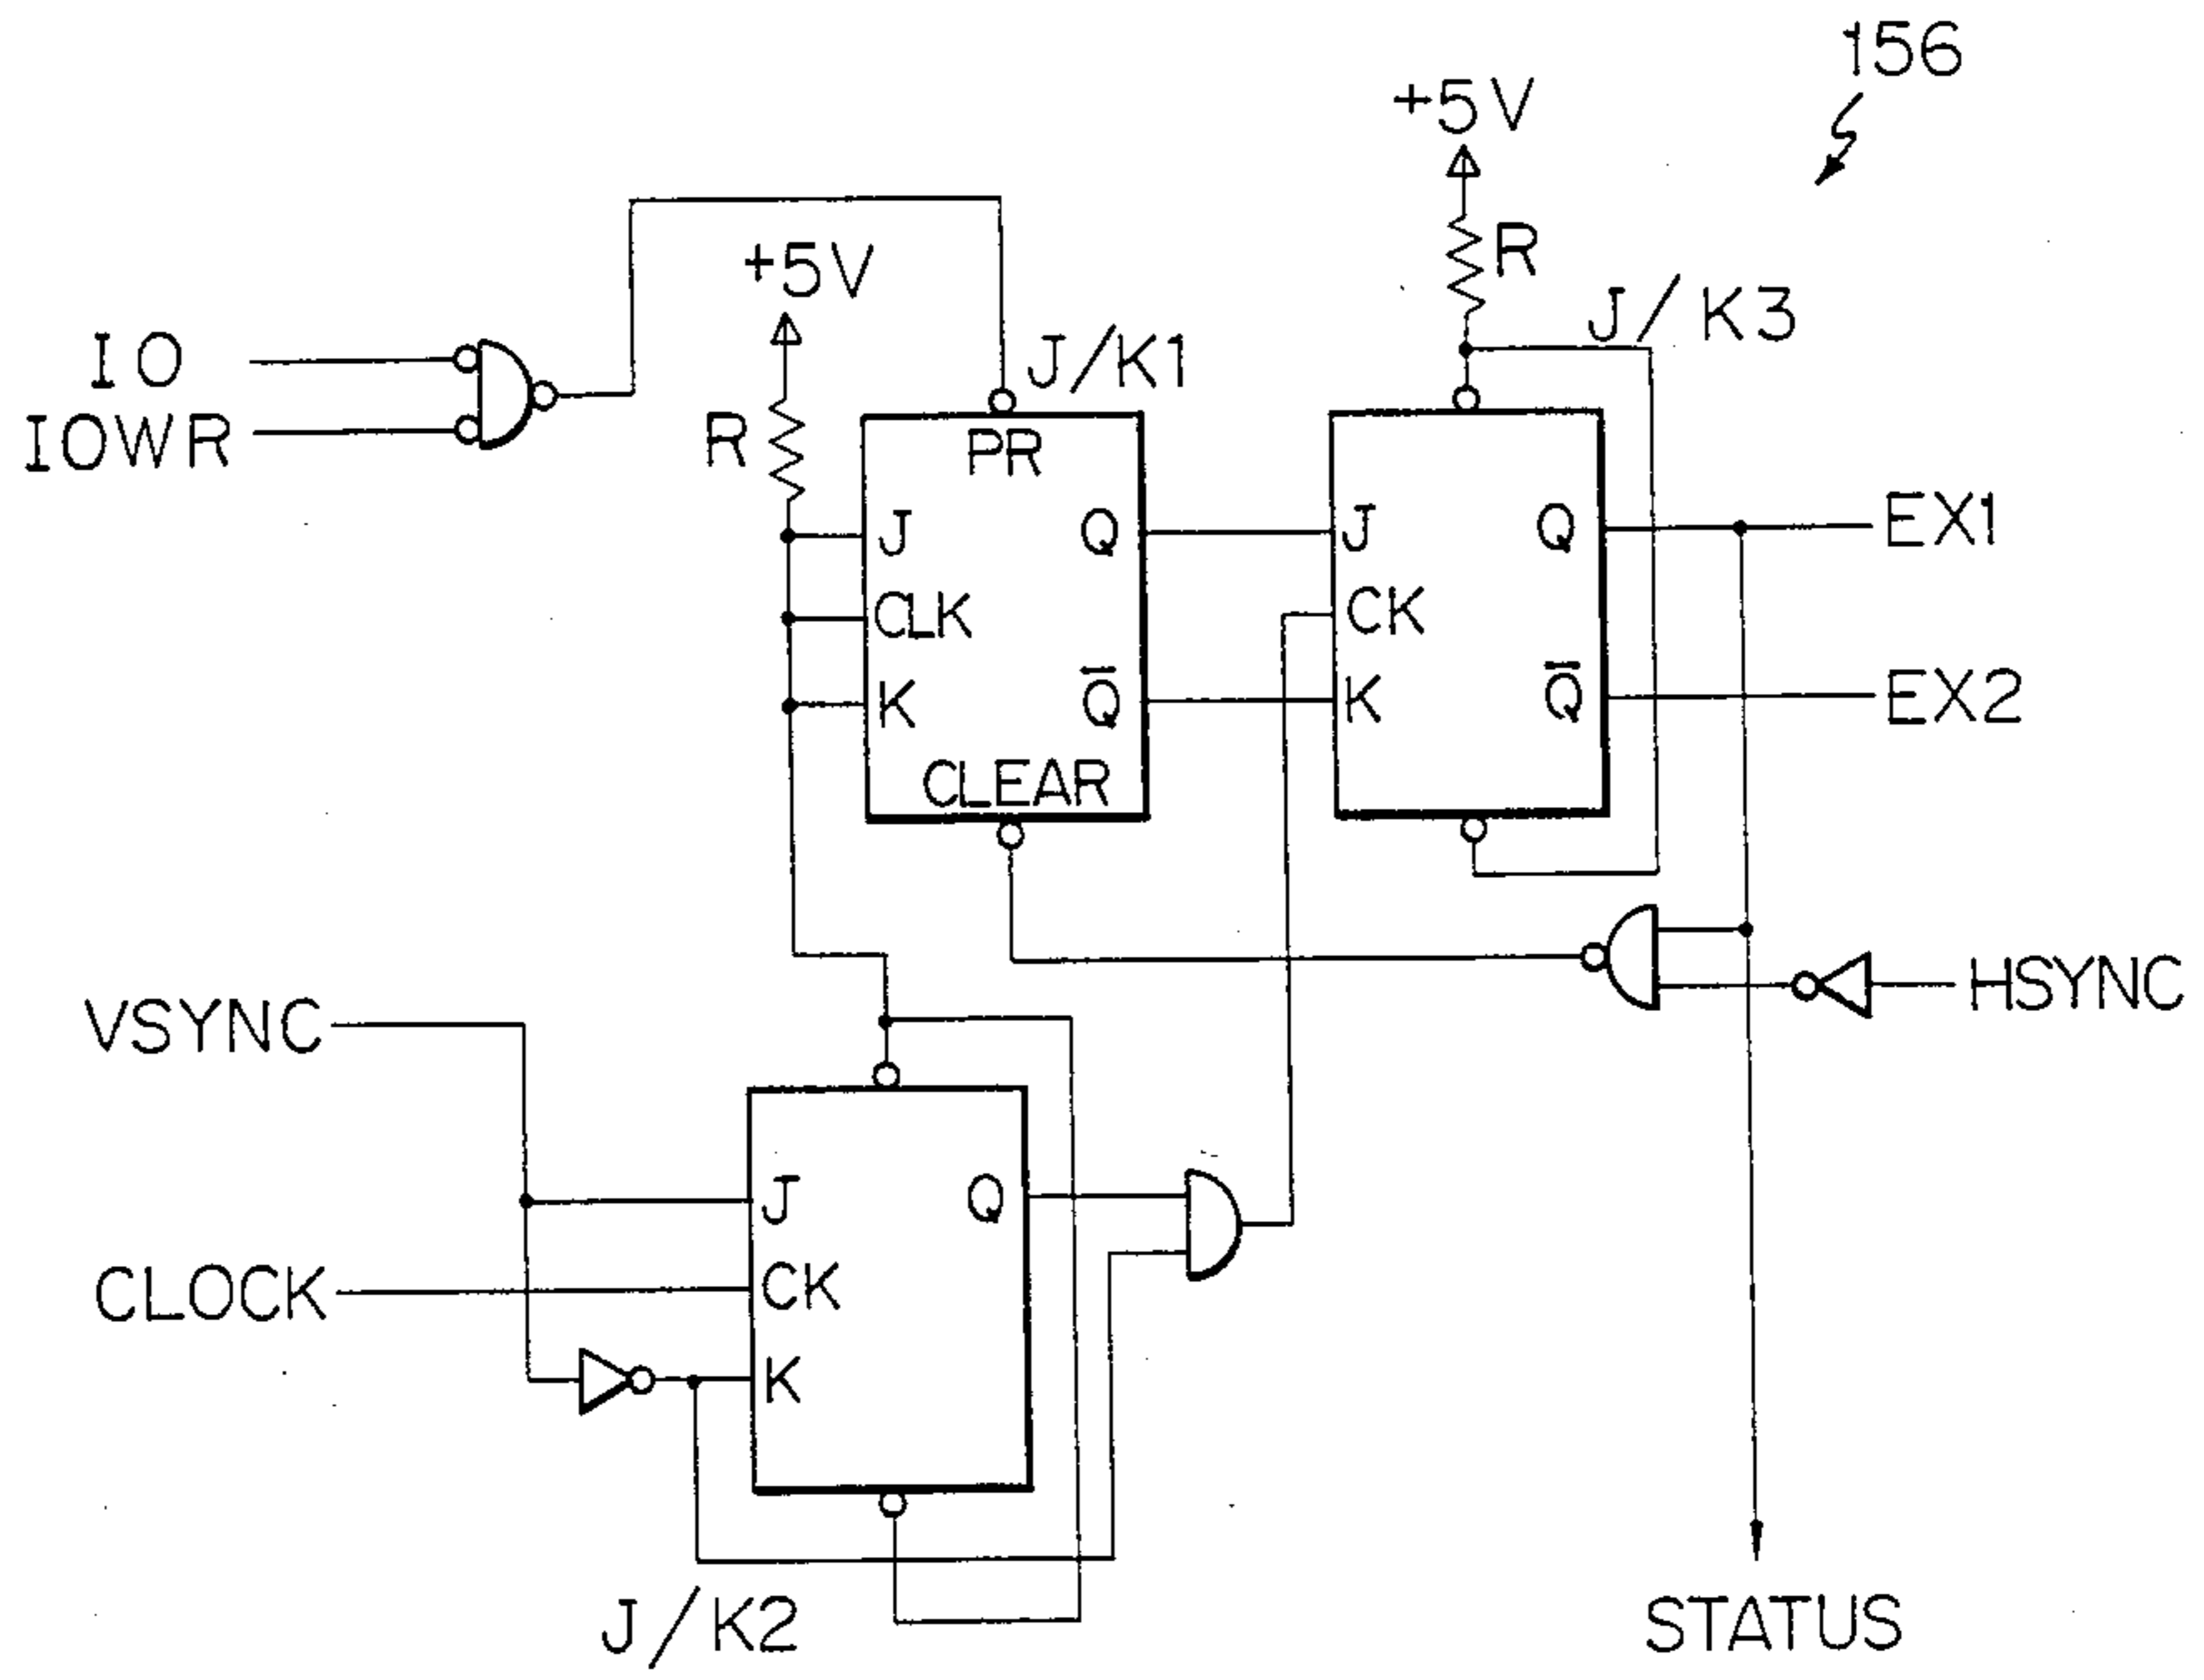 156
+5V
R
J/K3
+5V
IO
IOWR
R
J/K1
PR
J
Q
CLK
K
Q̅
CLEAR
J
Q
CK
K
Q̅
EX1
EX2
HSYNC
VSYNC
J
Q
CLOCK
CK
K
J/K2
STATUS